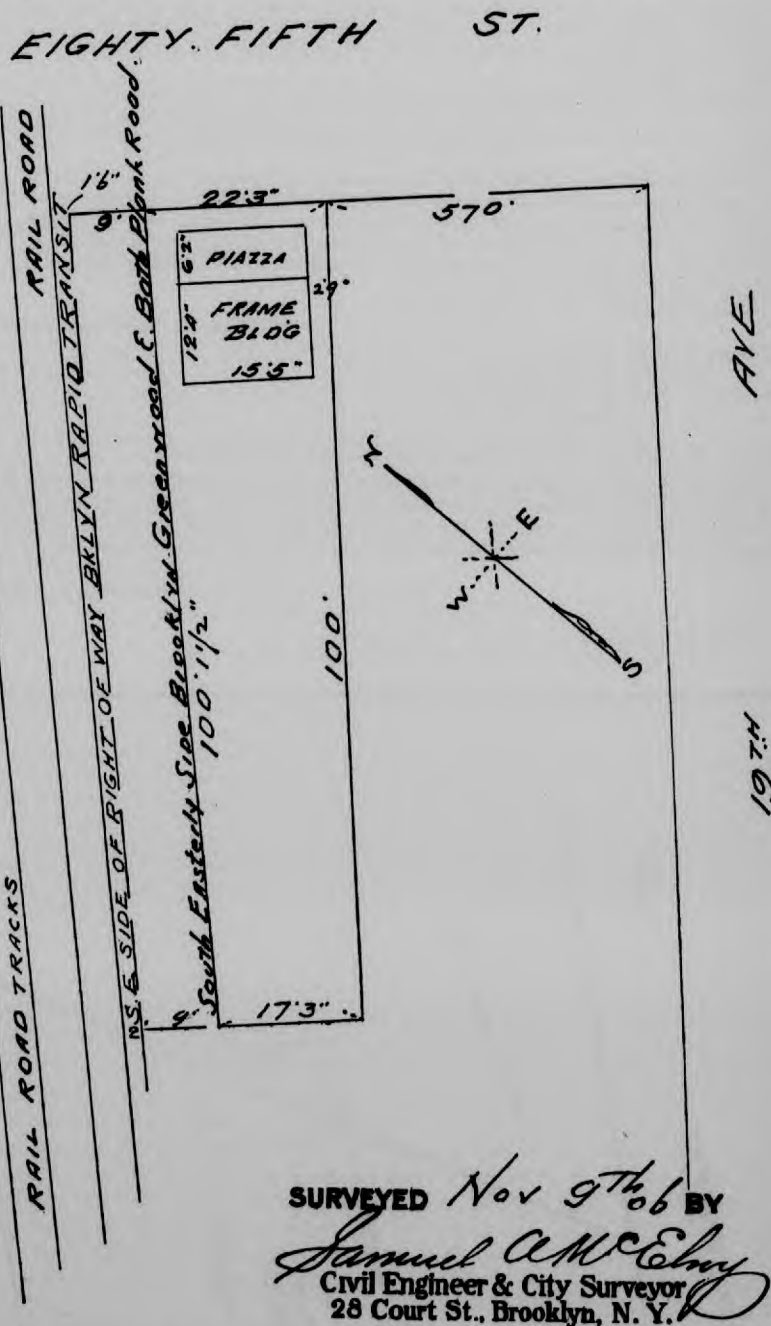 EIGHTY. FIFTH ST.
RAIL ROAD
1'6"
9'
22'3"
570'
6'2"
PIAZZA
2'9"
12'4"
FRAME
BLDG
15'5"
AVE
S.E. SIDE OF RIGHT OF WAY BKLYN RAPID TRANSIT
South Easterly Side Brooklyn Greenwood & Bath Plank Road.
100' 1 1/2"
100'
N
E
W
S
19TH
RAIL ROAD TRACKS
9'
17'3"
SURVEYED Nov 9th 06 BY
Samuel A McElroy
Civil Engineer & City Surveyor
28 Court St., Brooklyn, N. Y.